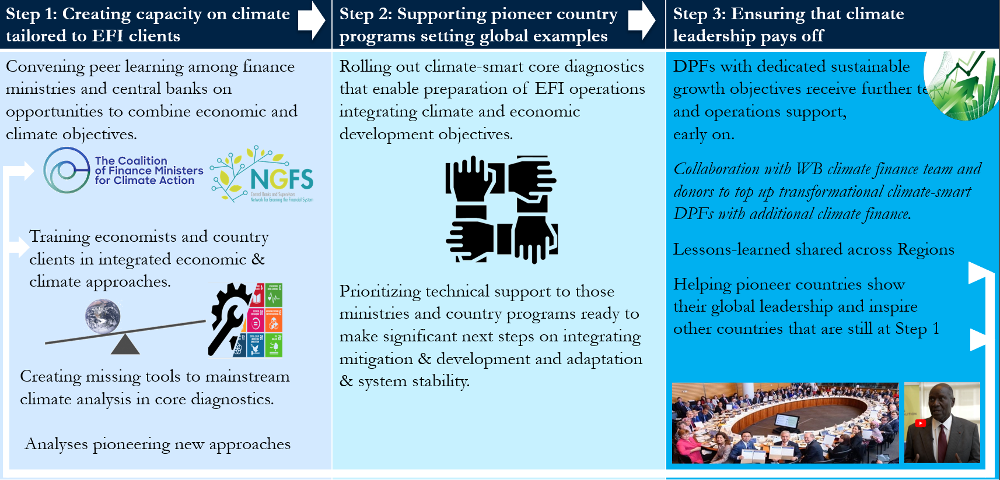 Step 1: Creating capacity on climate
tailored to EFI clients
Convening peer learning among finance
ministries and central banks on
opportunities to combine economic and
climate objectives.
The Coalition
of Finance Ministers
for Climate Action
NGFS
Central Banks and Supervisors
Network for Greening the Financial System
Training economists and country
clients in integrated economic &
climate approaches.
Creating missing tools to mainstream
climate analysis in core diagnostics.
Analyses pioneering new approaches
Step 2: Supporting pioneer country
programs setting global examples
Rolling out climate-smart core diagnostics
that enable preparation of EFI operations
integrating climate and economic
development objectives.
Prioritizing technical support to those
ministries and country programs ready to
make significant next steps on integrating
mitigation & development and adaptation
& system stability.
Step 3: Ensuring that climate
leadership pays off
DPFs with dedicated sustainable
growth objectives receive further te
and operations support,
early on.
Collaboration with WB climate finance team and
donors to top up transformational climate-smart
DPFs with additional climate finance.
Lessons-learned shared across Regions
Helping pioneer countries show
their global leadership and inspire
other countries that are still at Step 1